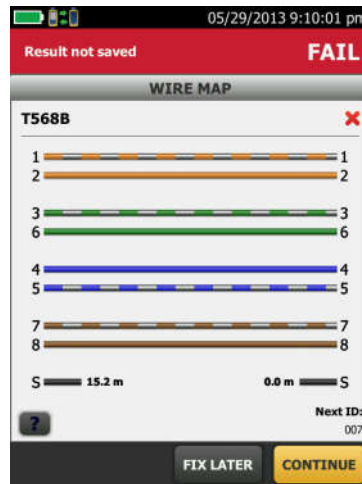 05/29/2013 9:10:01 pm
Result not saved FAIL
WIRE MAP
T568B
1 1
2 2
3 3
6 6
4 4
5 5
7 7
8 8
S 15.2 m 0.0 m S
? Next ID:
007
FIX LATER CONTINUE